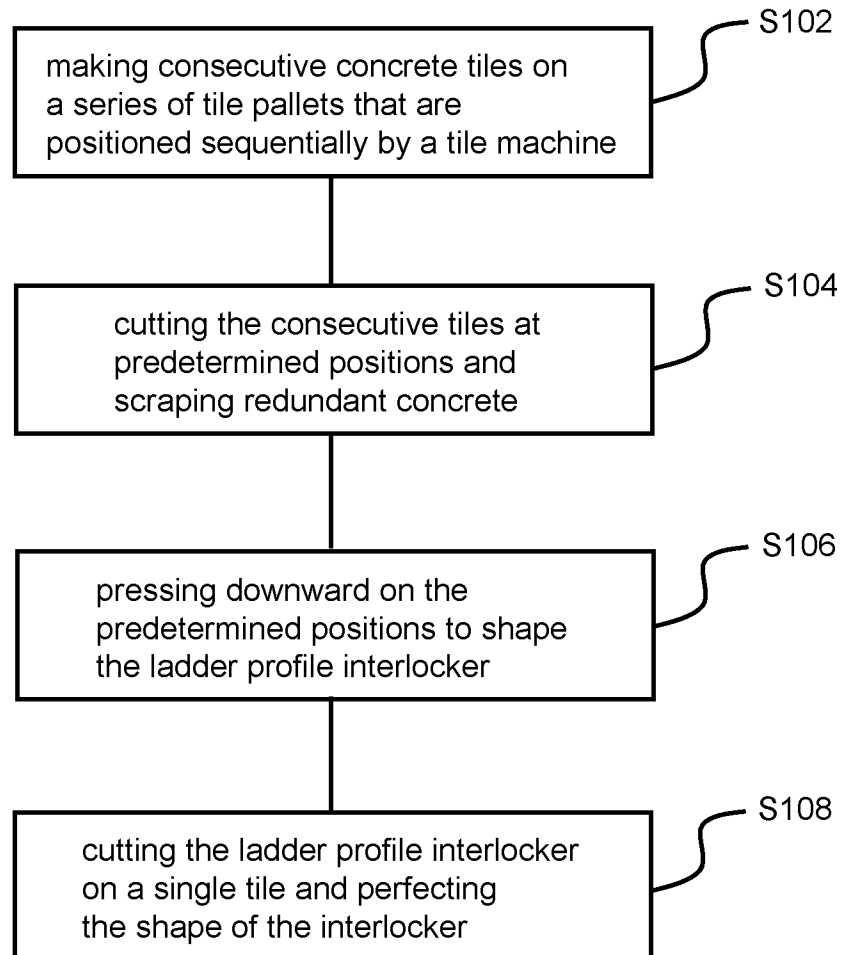 S102
making consecutive concrete tiles on
a series of tile pallets that are
positioned sequentially by a tile machine
S104
cutting the consecutive tiles at
predetermined positions and
scraping redundant concrete
S106
pressing downward on the
predetermined positions to shape
the ladder profile interlocker
S108
cutting the ladder profile interlocker
on a single tile and perfecting
the shape of the interlocker